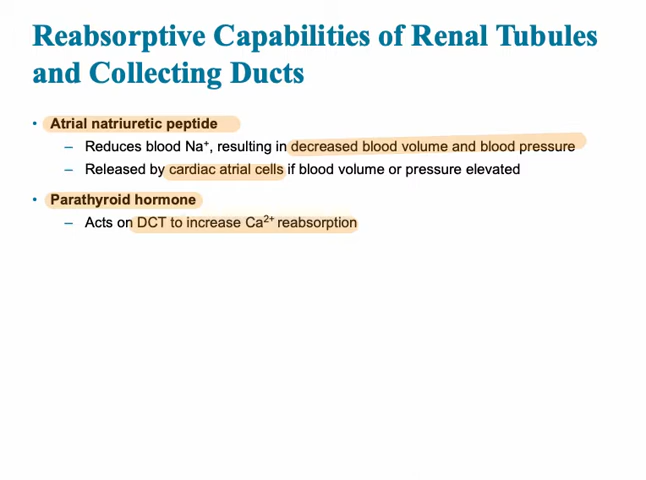 Reabsorptive Capabilities of Renal Tubules
and Collecting Ducts
• Atrial natriuretic peptide
– Reduces blood Na⁺, resulting in decreased blood volume and blood pressure
– Released by cardiac atrial cells if blood volume or pressure elevated
• Parathyroid hormone
– Acts on DCT to increase Ca²⁺ reabsorption